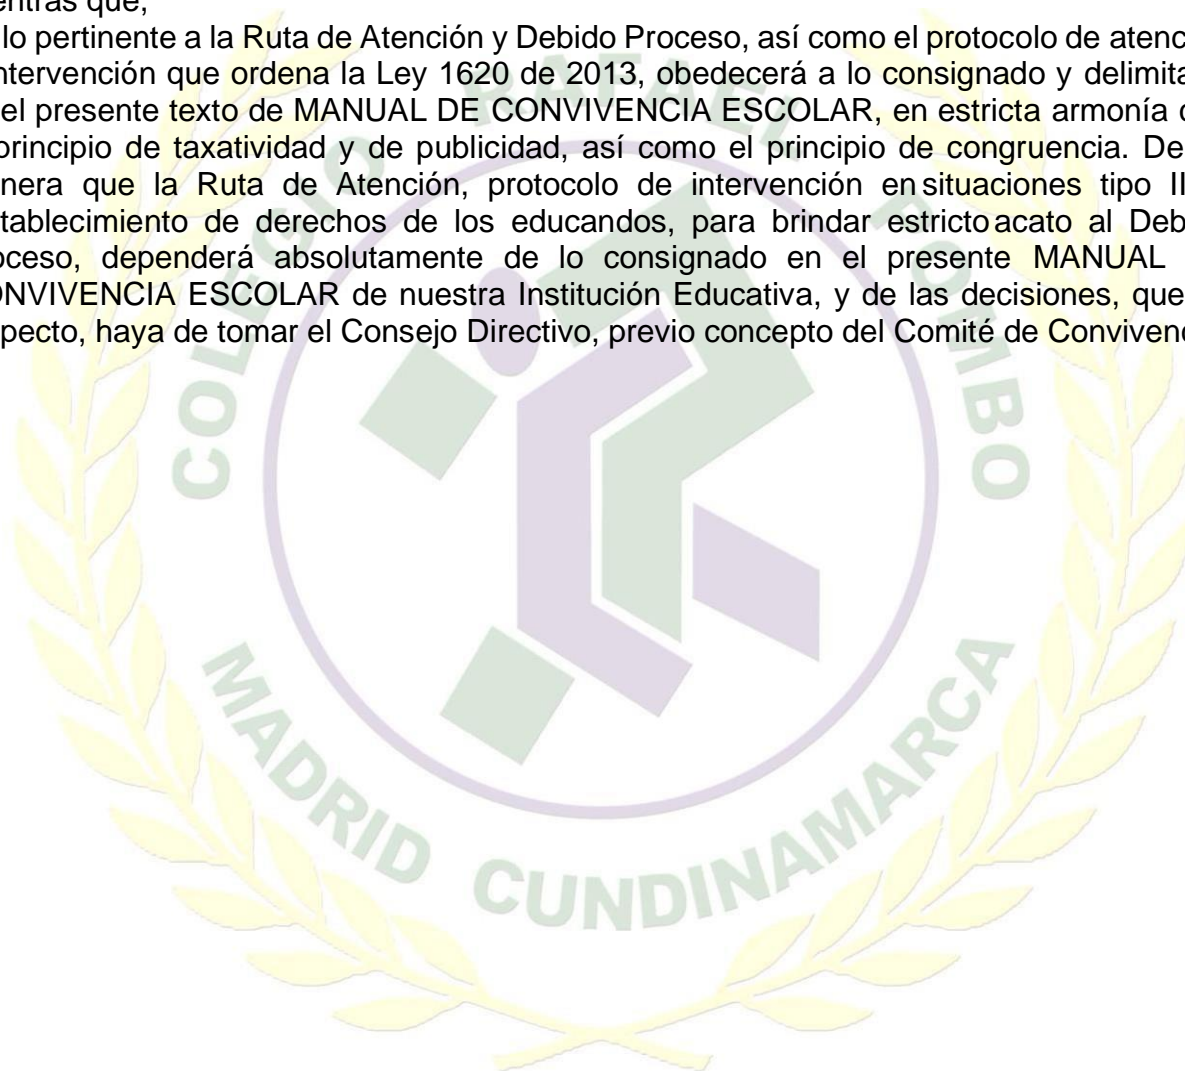 entras que,
lo pertinente a la Ruta de Atención y Debido Proceso, así como el protocolo de atenc
ntervención que ordena la Ley 1620 de 2013, obedecerá a lo consignado y delimita
el presente texto de MANUAL DE CONVIVENCIA ESCOLAR, en estricta armonía
principio de taxatividad y de publicidad, así como el principio de congruencia. De
nera que la Ruta de Atención, protocolo de intervención en situaciones tipo II
tablecimiento de derechos de los educandos, para brindar estricto acato al Deb
oceso, dependerá absolutamente de lo consignado en el presente MANUAL
ONVIVENCIA ESCOLAR de nuestra Institución Educativa, y de las decisiones, que
pecto, haya de tomar el Consejo Directivo, previo concepto del Comité de Convivenc
COLEGIO RAFAEL POMBO
MADRID CUNDINAMARCA